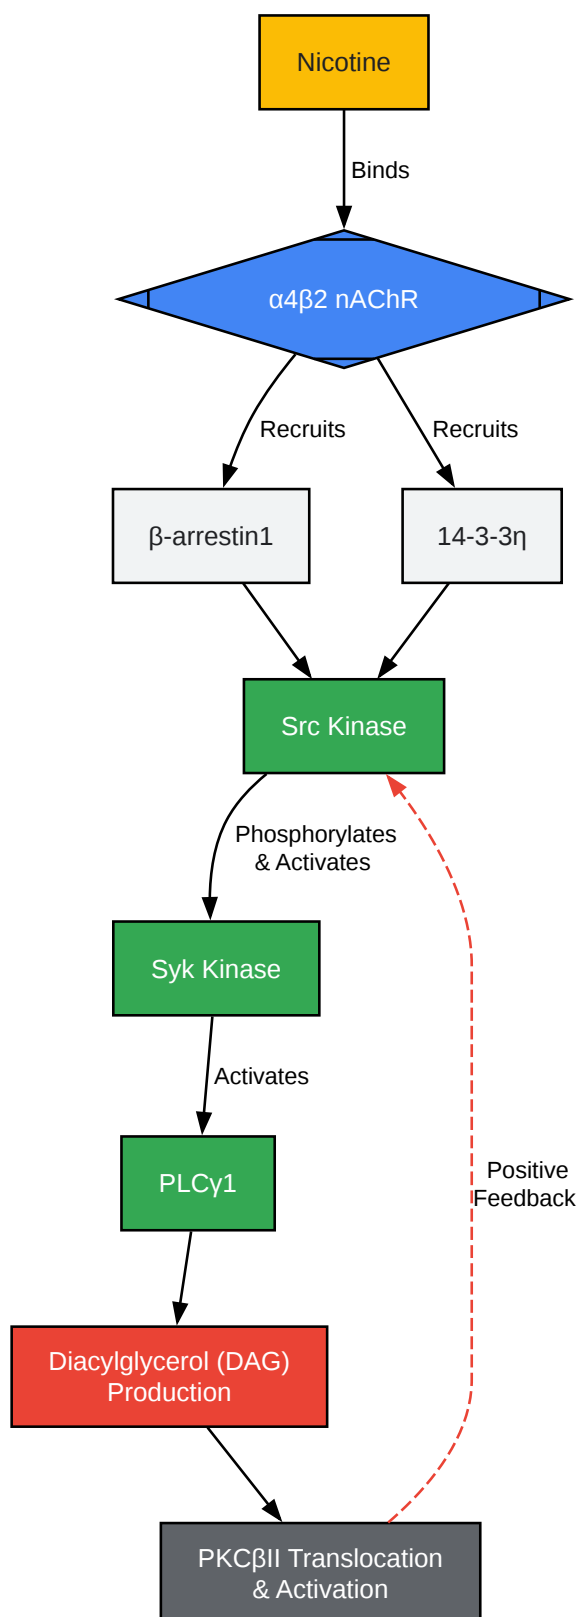 Nicotine
Binds
α4β2 nAChR
Recruits
Recruits
β-arrestin1
14-3-3η
Src Kinase
Phosphorylates
& Activates
Syk Kinase
Activates
PLCγ1
Positive
Feedback
Diacylglycerol (DAG)
Production
PKCβII Translocation
& Activation